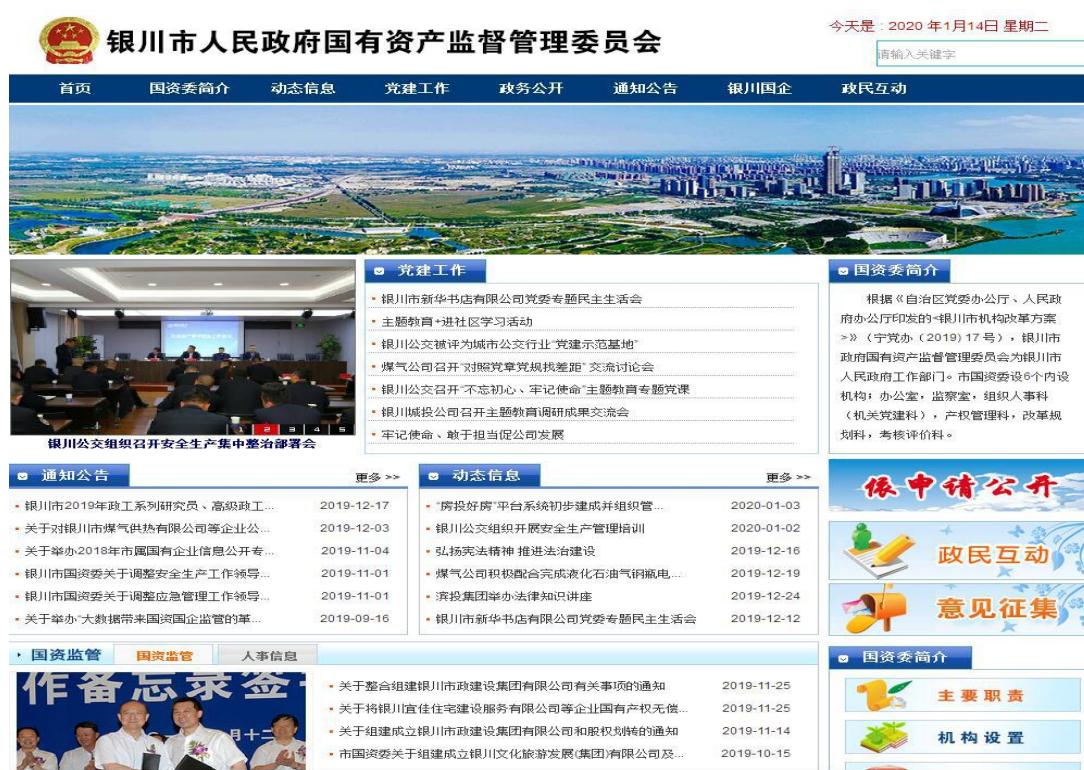 银川市人民政府国有资产监督管理委员会
今天是：2020 年1月14日 星期二
请输入关键字
首页 国资委简介 动态信息 党建工作 政务公开 通知公告 银川国企 政民互动
1 2 3 4 5
银川公交组织召开安全生产集中整治部署会
党建工作
银川市新华书店有限公司党委专题民主生活会
主题教育+进社区学习活动
银川公交被评为城市公交行业“党建示范基地”
煤气公司召开“对照党章党规找差距” 交流讨论会
银川公交召开“不忘初心、牢记使命”主题教育专题党课
银川城投公司召开主题教育调研成果交流会
牢记使命、敢于担当促公司发展
国资委简介
根据《自治区党委办公厅、人民政
府办公厅印发的<银川市机构改革方案
>》（宁党办（2019) 17 号），银川市
政府国有资产监督管理委员会为银川市
人民政府工作部门。市国资委设6个内设
机构：办公室，监察室，组织人事科
（机关党建科），产权管理科，改革规
划科，考核评价科。
通知公告 更多 >>
银川市2019年政工系列研究员、高级政工... 2019-12-17
关于对银川市煤气供热有限公司等企业公... 2019-12-03
关于举办2018年市属国有企业信息公开专... 2019-11-04
银川市国资委关于调整安全生产工作领导... 2019-11-01
银川市国资委关于调整应急管理工作领导... 2019-11-01
关于举办“大数据带来国资国企监管的革... 2019-09-16
动态信息 更多 >>
“房投好房”平台系统初步建成并组织管... 2020-01-03
银川公交组织开展安全生产管理培训 2020-01-02
弘扬宪法精神 推进法治建设 2019-12-16
煤气公司积极配合完成液化石油气钢瓶电... 2019-12-19
滨投集团举办法律知识讲座 2019-12-24
银川市新华书店有限公司党委专题民主生活会 2019-12-12
依申请公开
政民互动
意见征集
国资监管 国资监管 人事信息
作备忘录签
月十二
关于整合组建银川市政建设集团有限公司有关事项的通知 2019-11-25
关于将银川宜佳住宅建设服务有限公司等企业国有产权无偿... 2019-11-25
关于组建成立银川市市政建设集团有限公司和股权划转的通知 2019-11-14
市国资委关于组建成立银川文化旅游发展(集团)有限公司及... 2019-10-15
国资委简介
主要职责
机构设置